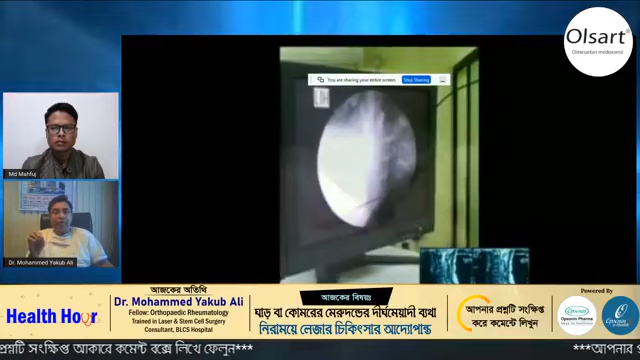 Olsart®
Olmesartan medoxomil
You are sharing your entire screen.
Stop Sharing
Md Mahfuj
Dr. Mohammed Yakub Ali
Health Hour
আজকের অতিথি
Dr. Mohammed Yakub Ali
Fellow: Orthopaedic Rheumatology
Trained in Laser & Stem Cell Surgery
Consultant, BLCS Hospital
আজকের বিষয়ঃ
ঘাড় বা কোমরের মেরুদন্ডের দীর্ঘমেয়াদী ব্যথা
নিরাময়ে লেজার চিকিৎসার আদ্যোপান্ত
আপনার প্রশ্নটি সংক্ষিপ্ত
করে কমেন্টে লিখুন
Powered By
Opsonin Pharma
প্রশ্নটি সংক্ষিপ্ত আকারে কমেন্ট বক্সে লিখে ফেলুন***
***আপনার প্র